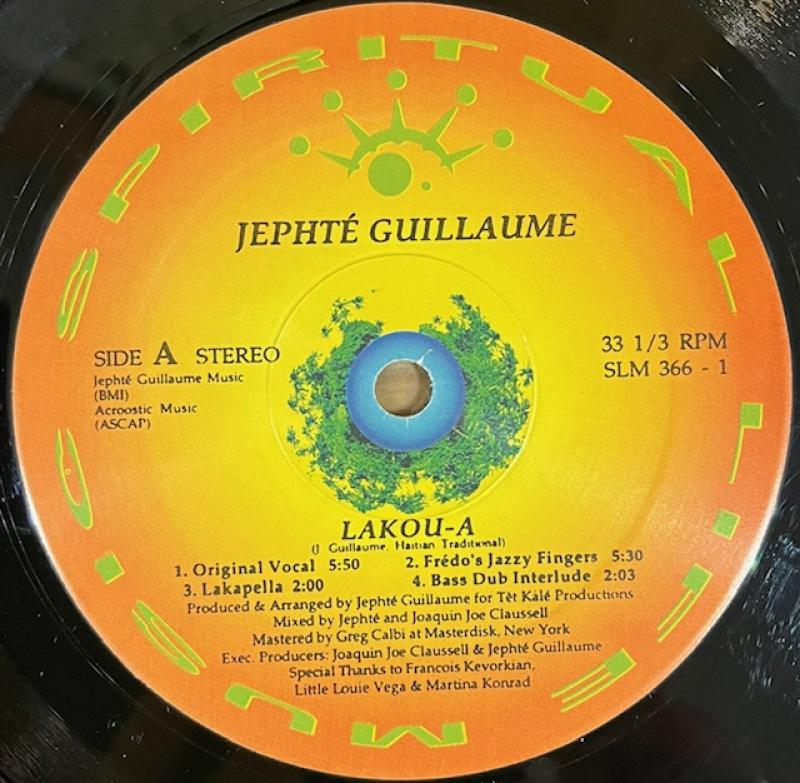 SPIRITUAL LIFE MUSIC
JEPHTÉ GUILLAUME
SIDE A STEREO
Jephté Guillaume Music
(BMI)
Acroostic Music
(ASCAP)
33 1/3 RPM
SLM 366 - 1
LAKOU-A
(J Guillaume, Haitian Traditional)
1. Original Vocal 5:50 2. Frédo's Jazzy Fingers 5:30
3. Lakapella 2:00 4. Bass Dub Interlude 2:03
Produced & Arranged by Jephté Guillaume for Tèt Kàlé Productions
Mixed by Jephté and Joaquin Joe Claussell
Mastered by Greg Calbi at Masterdisk, New York
Exec. Producers: Joaquin Joe Claussell & Jephté Guillaume
Special Thanks to Francois Kevorkian,
Little Louie Vega & Martina Konrad